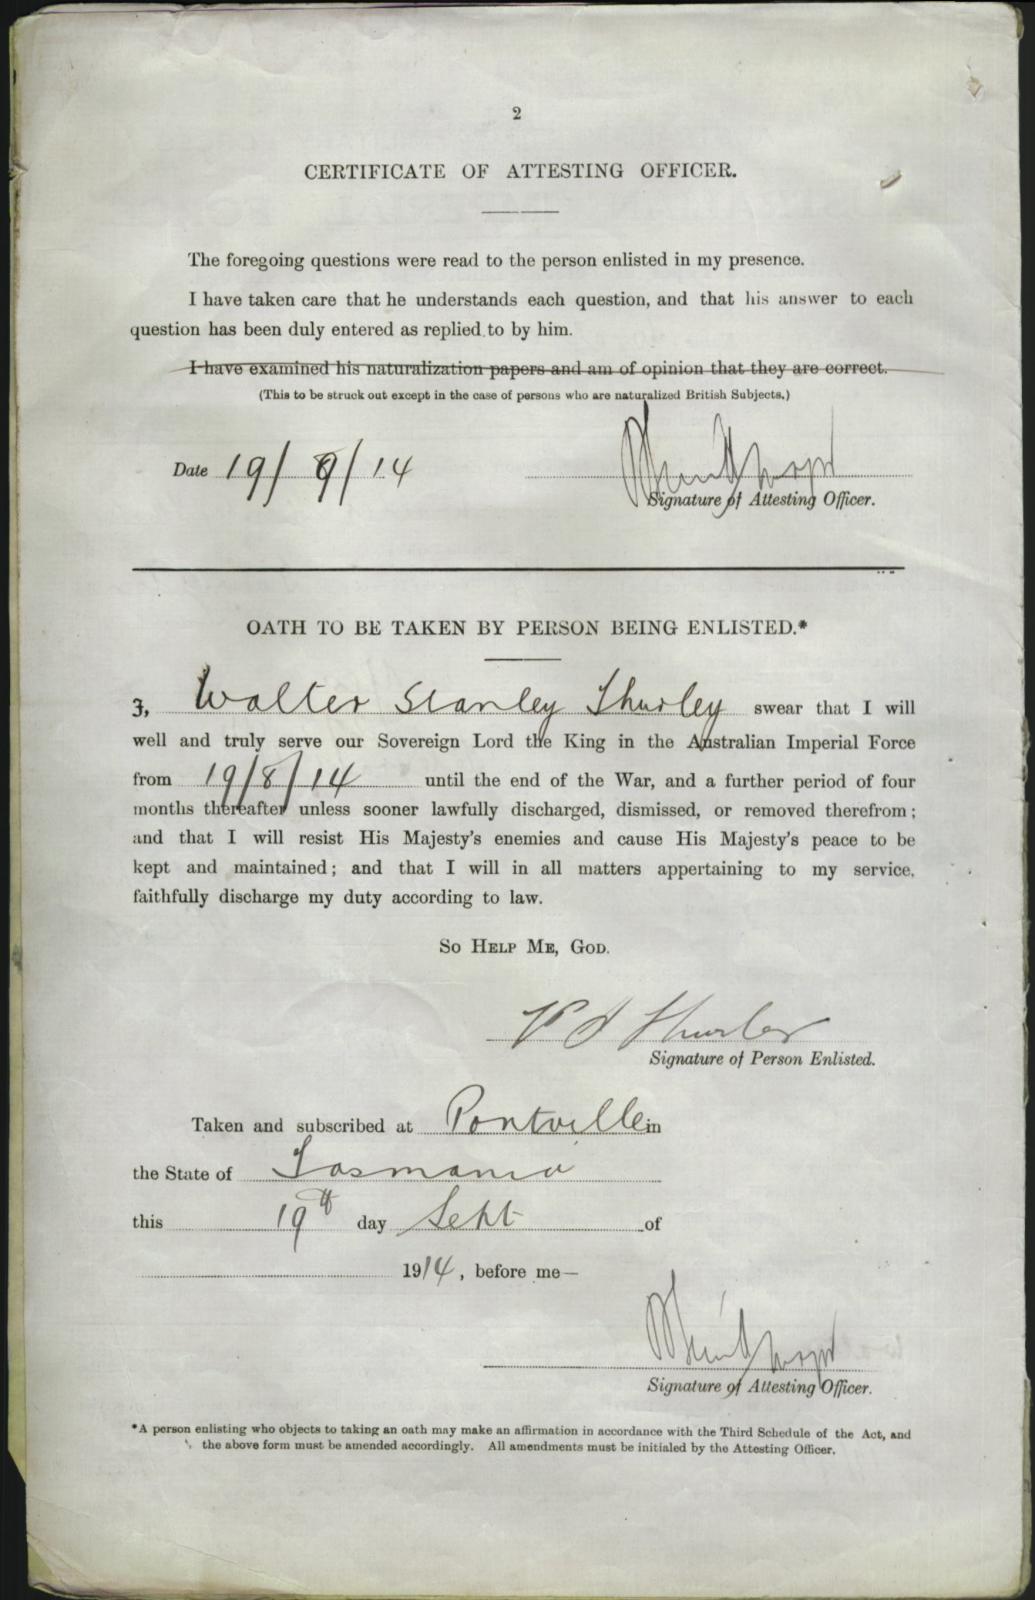 2
CERTIFICATE OF ATTESTING OFFICER.
The foregoing questions were read to the person enlisted in my presence.
I have taken care that he understands each question, and that his answer to each
question has been duly entered as replied to by him.
I have examined his naturalization papers and am of opinion that they are correct.
(This to be struck out except in the case of persons who are naturalized British Subjects.)
Date 19/9/14
Signature of Attesting Officer.
OATH TO BE TAKEN BY PERSON BEING ENLISTED.*
I, Walter Stanley Thurley swear that I will
well and truly serve our Sovereign Lord the King in the Australian Imperial Force
from 19/8/14 until the end of the War, and a further period of four
months thereafter unless sooner lawfully discharged, dismissed, or removed therefrom;
and that I will resist His Majesty's enemies and cause His Majesty's peace to be
kept and maintained; and that I will in all matters appertaining to my service,
faithfully discharge my duty according to law.
So Help Me, God.
W S Thurley
Signature of Person Enlisted.
Taken and subscribed at Pontville in
the State of Tasmania
this 19th day Sept of
1914, before me—
Signature of Attesting Officer.
*A person enlisting who objects to taking an oath may make an affirmation in accordance with the Third Schedule of the Act, and
the above form must be amended accordingly. All amendments must be initialed by the Attesting Officer.